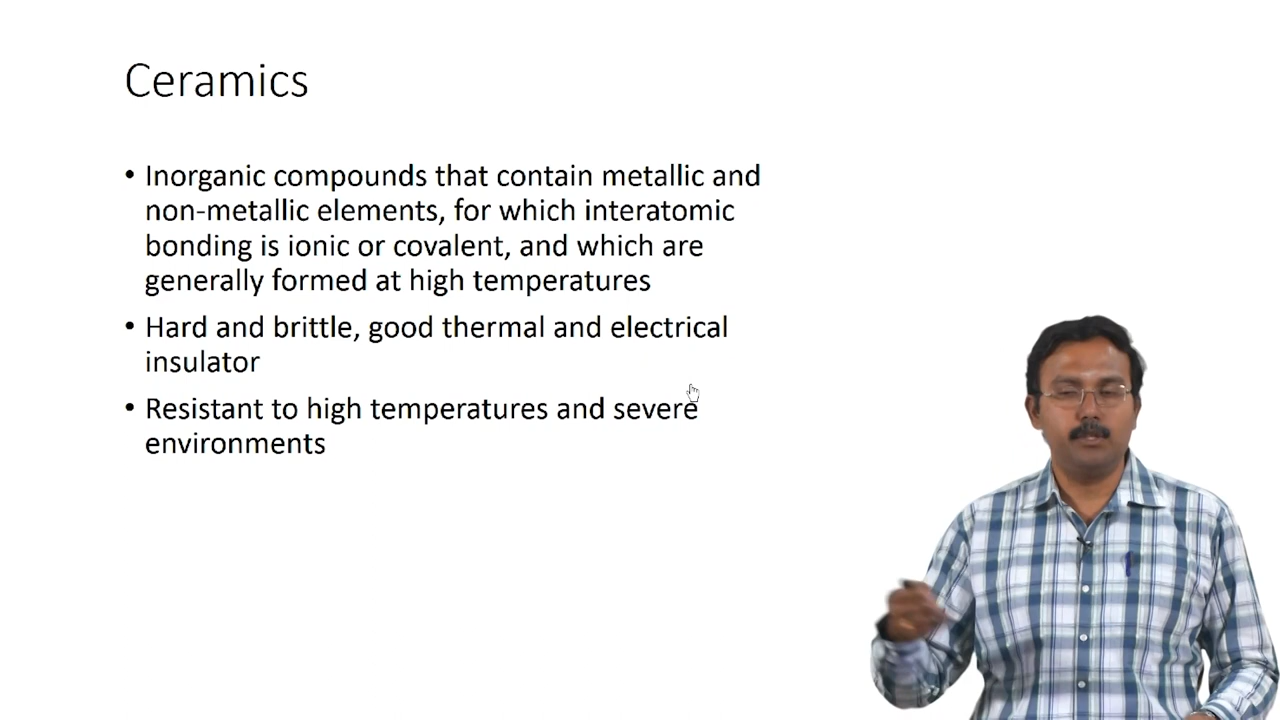 Ceramics
• Inorganic compounds that contain metallic and
non-metallic elements, for which interatomic
bonding is ionic or covalent, and which are
generally formed at high temperatures
• Hard and brittle, good thermal and electrical
insulator
• Resistant to high temperatures and severe
environments